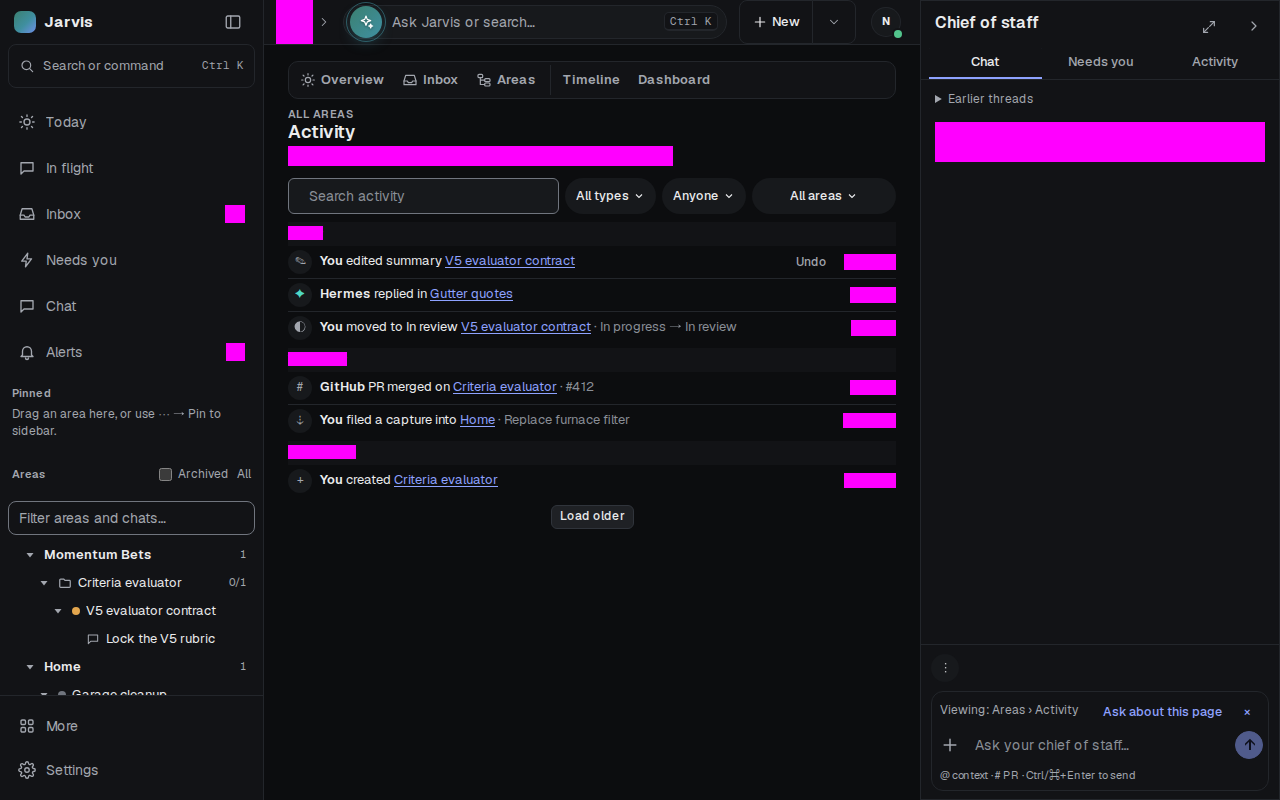 Jarvis
Search or command Ctrl K
Today
In flight
Inbox
Needs you
Chat
Alerts
Pinned
Drag an area here, or use ··· → Pin to
sidebar.
Areas Archived All
Filter areas and chats…
Momentum Bets 1
Criteria evaluator 0/1
V5 evaluator contract
Lock the V5 rubric
Home 1
Garage cleanup
More
Settings
Ask Jarvis or search… Ctrl K
New
N
Overview Inbox Areas Timeline Dashboard
ALL AREAS
Activity
Search activity All types Anyone All areas
You edited summary V5 evaluator contract Undo
Hermes replied in Gutter quotes
You moved to In review V5 evaluator contract · In progress → In review
# GitHub PR merged on Criteria evaluator · #412
You filed a capture into Home · Replace furnace filter
+ You created Criteria evaluator
Load older
Chief of staff
Chat Needs you Activity
Earlier threads
Viewing: Areas › Activity Ask about this page ×
Ask your chief of staff…
@ context · # PR · Ctrl/⌘+Enter to send